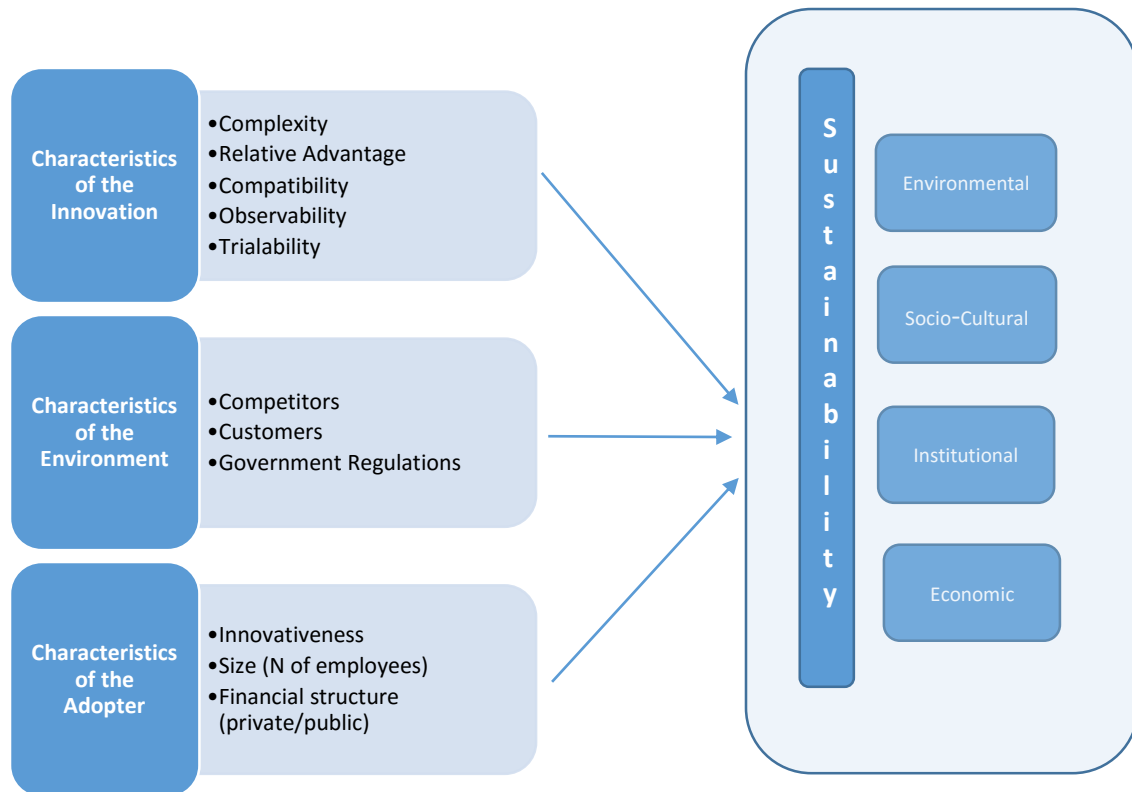 Characteristics
of the
Innovation
•Complexity
•Relative Advantage
•Compatibility
•Observability
•Trialability
Characteristics
of the
Environment
•Competitors
•Customers
•Government Regulations
Characteristics
of the
Adopter
•Innovativeness
•Size (N of employees)
•Financial structure
(private/public)
Sustainability
Environmental
Socio-Cultural
Institutional
Economic